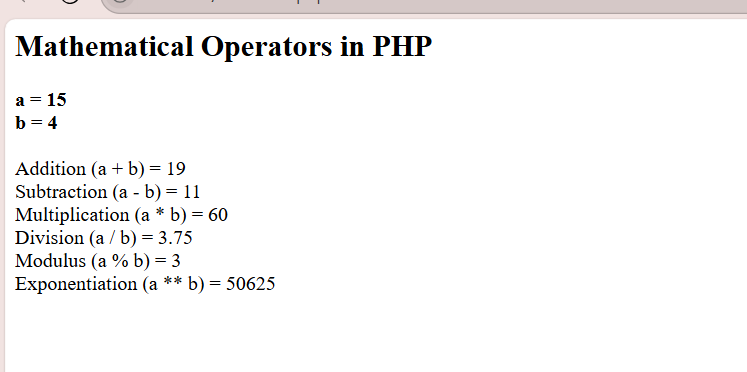 Mathematical Operators in PHP
a = 15
b = 4
Addition (a + b) = 19
Subtraction (a - b) = 11
Multiplication (a * b) = 60
Division (a / b) = 3.75
Modulus (a % b) = 3
Exponentiation (a ** b) = 50625